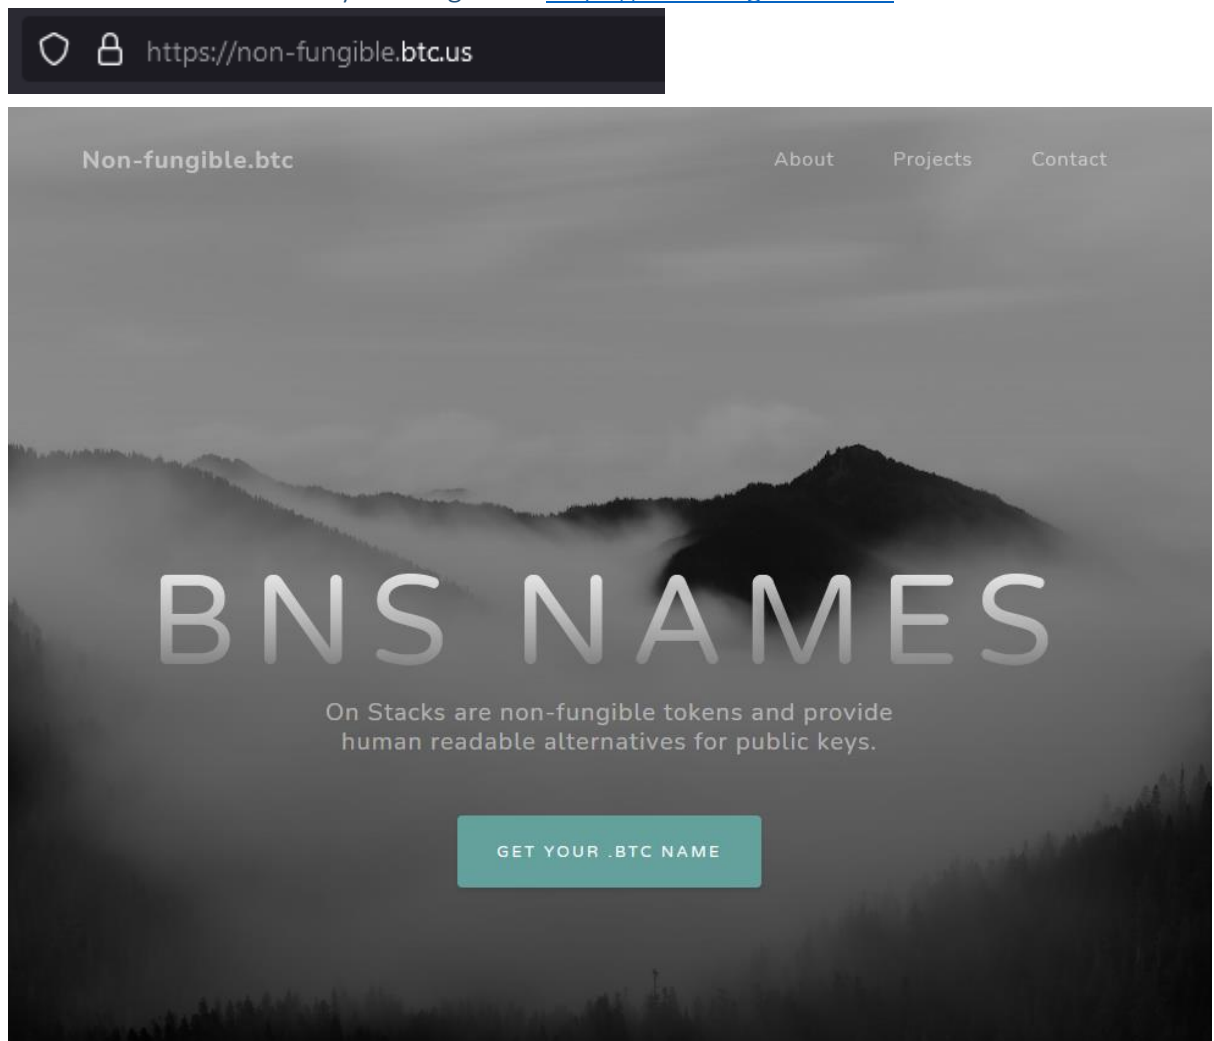 https://non-fungible.btc.us
Non-fungible.btc
About Projects Contact
BNS NAMES
On Stacks are non-fungible tokens and provide
human readable alternatives for public keys.
GET YOUR .BTC NAME